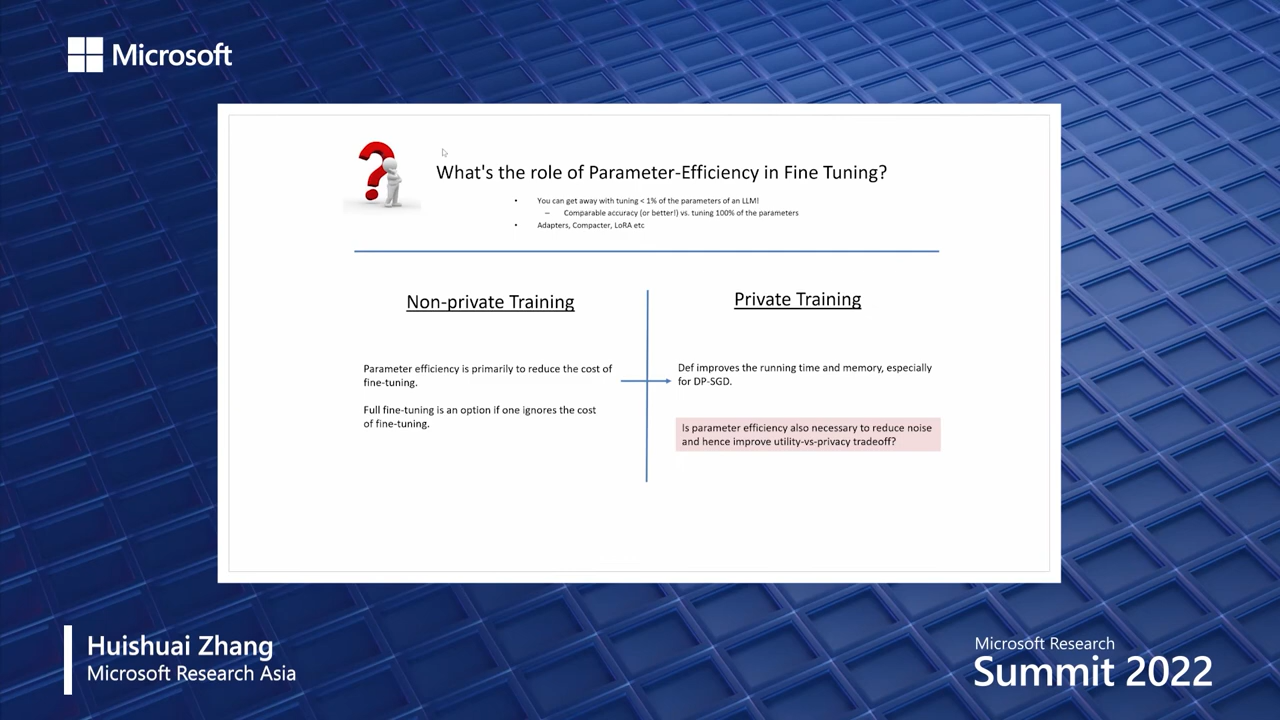 Microsoft
What's the role of Parameter-Efficiency in Fine Tuning?
• You can get away with tuning < 1% of the parameters of an LLM!
– Comparable accuracy (or better!) vs. tuning 100% of the parameters
• Adapters, Compacter, LoRA etc
Non-private Training
Parameter efficiency is primarily to reduce the cost of
fine-tuning.
Full fine-tuning is an option if one ignores the cost
of fine-tuning.
Private Training
Def improves the running time and memory, especially
for DP-SGD.
Is parameter efficiency also necessary to reduce noise
and hence improve utility-vs-privacy tradeoff?
Huishuai Zhang
Microsoft Research Asia
Microsoft Research
Summit 2022